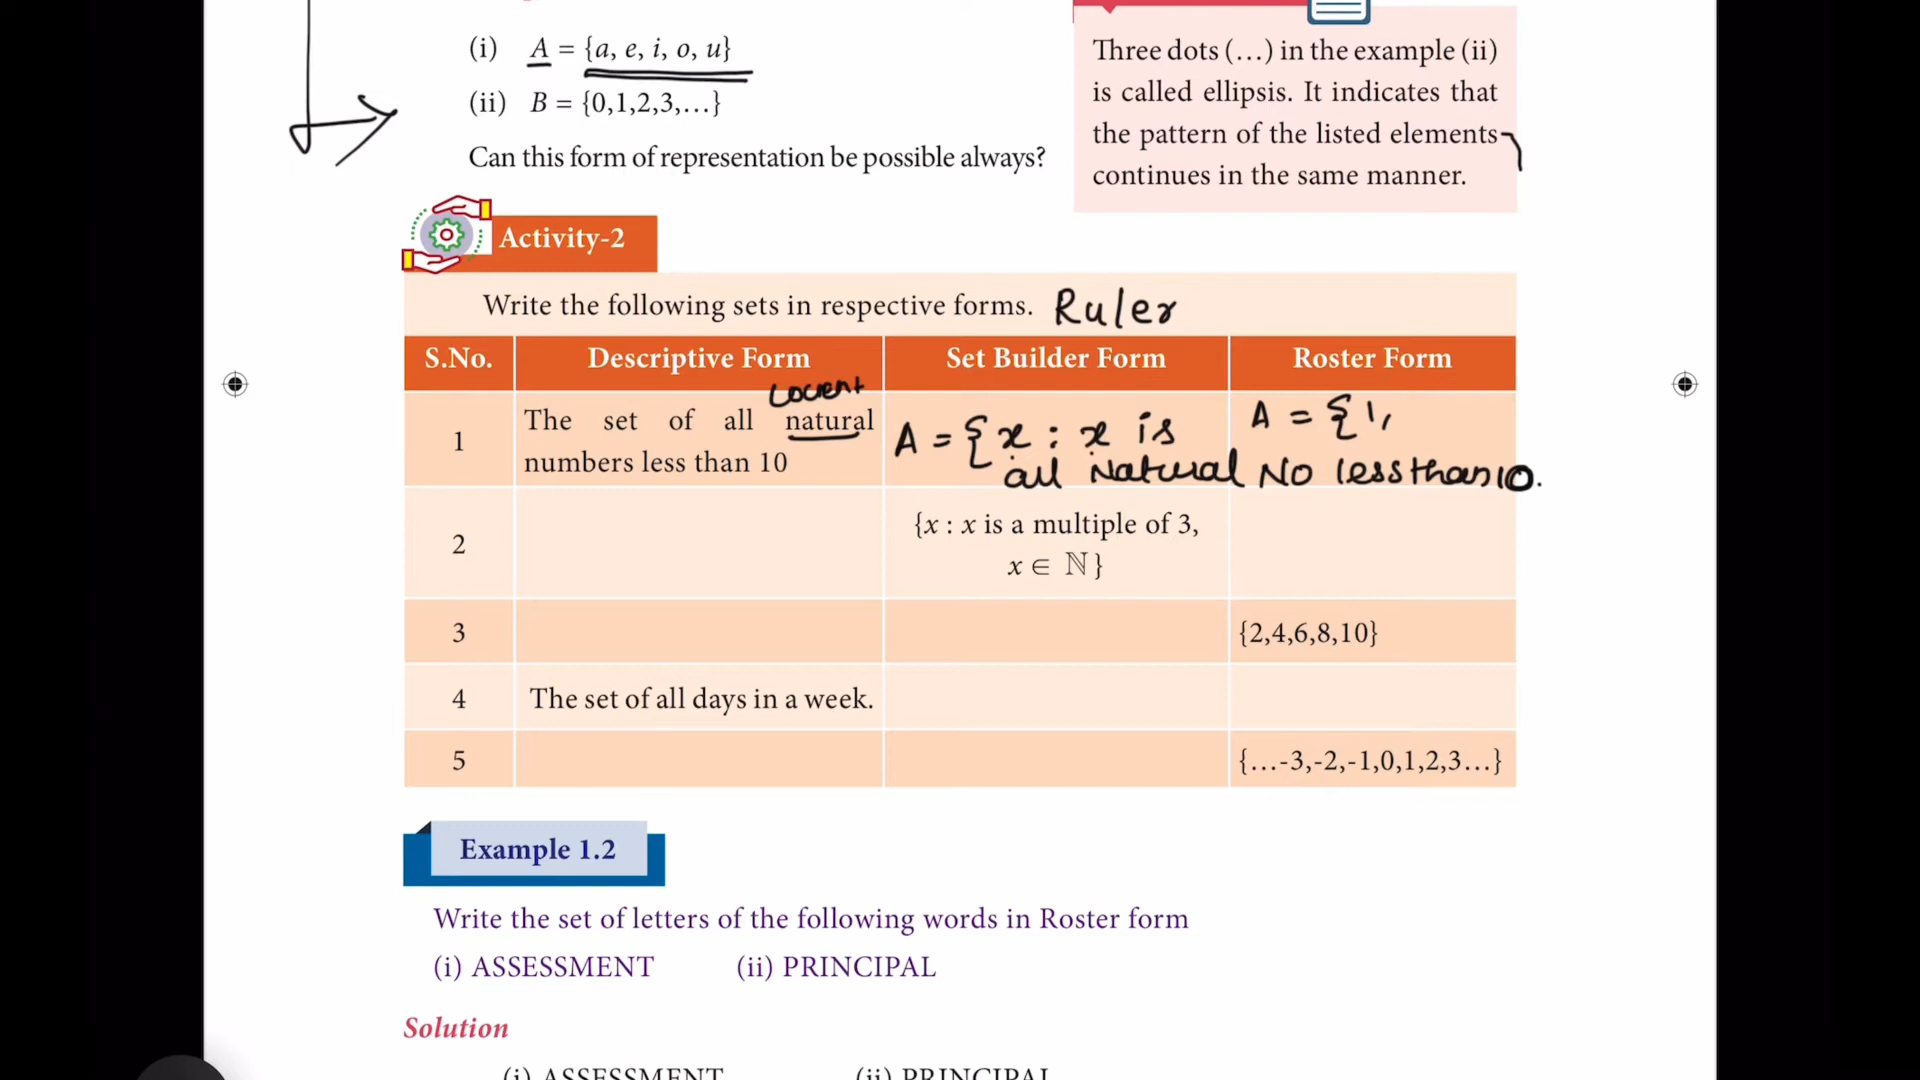 (i) A = {a, e, i, o, u}
(ii) B = {0,1,2,3,…}
Can this form of representation be possible always?
Three dots (…) in the example (ii)
is called ellipsis. It indicates that
the pattern of the listed elements
continues in the same manner.
Activity-2
Write the following sets in respective forms. Ruler
S.No. Descriptive Form Set Builder Form Roster Form
1
The set of all natural
numbers less than 10
A = {x : x is
all Natural No less than 10.
A = {1,
2
{x : x is a multiple of 3,
x ∈ ℕ}
3 {2,4,6,8,10}
4 The set of all days in a week.
5 {…-3,-2,-1,0,1,2,3…}
Example 1.2
Write the set of letters of the following words in Roster form
(i) ASSESSMENT (ii) PRINCIPAL
Solution
(i) ASSESSMENT (ii) PRINCIPAL